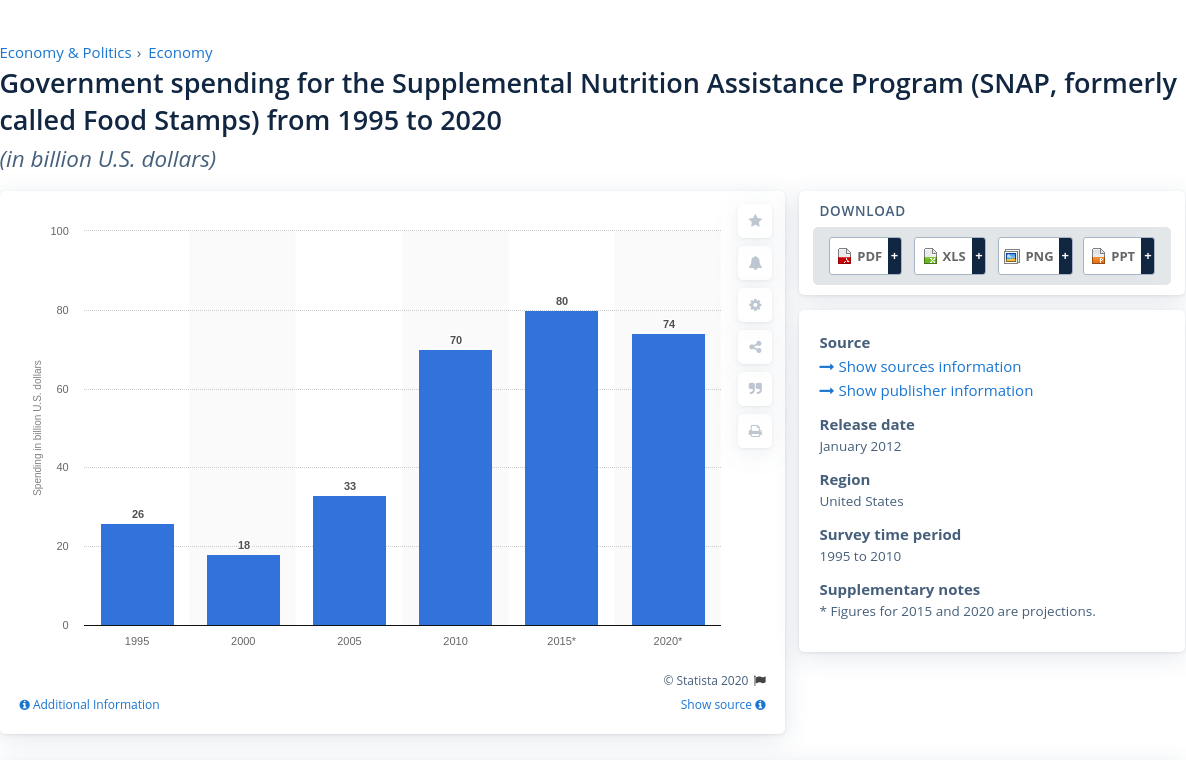 Economy & Politics › Economy
Government spending for the Supplemental Nutrition Assistance Program (SNAP, formerly
called Food Stamps) from 1995 to 2020
(in billion U.S. dollars)
100
80
60
40
20
0
Spending in billion U.S. dollars
26
18
33
70
80
74
1995
2000
2005
2010
2015*
2020*
© Statista 2020
Additional Information
Show source
DOWNLOAD
PDF +
XLS +
PNG +
PPT +
Source
Show sources information
Show publisher information
Release date
January 2012
Region
United States
Survey time period
1995 to 2010
Supplementary notes
* Figures for 2015 and 2020 are projections.